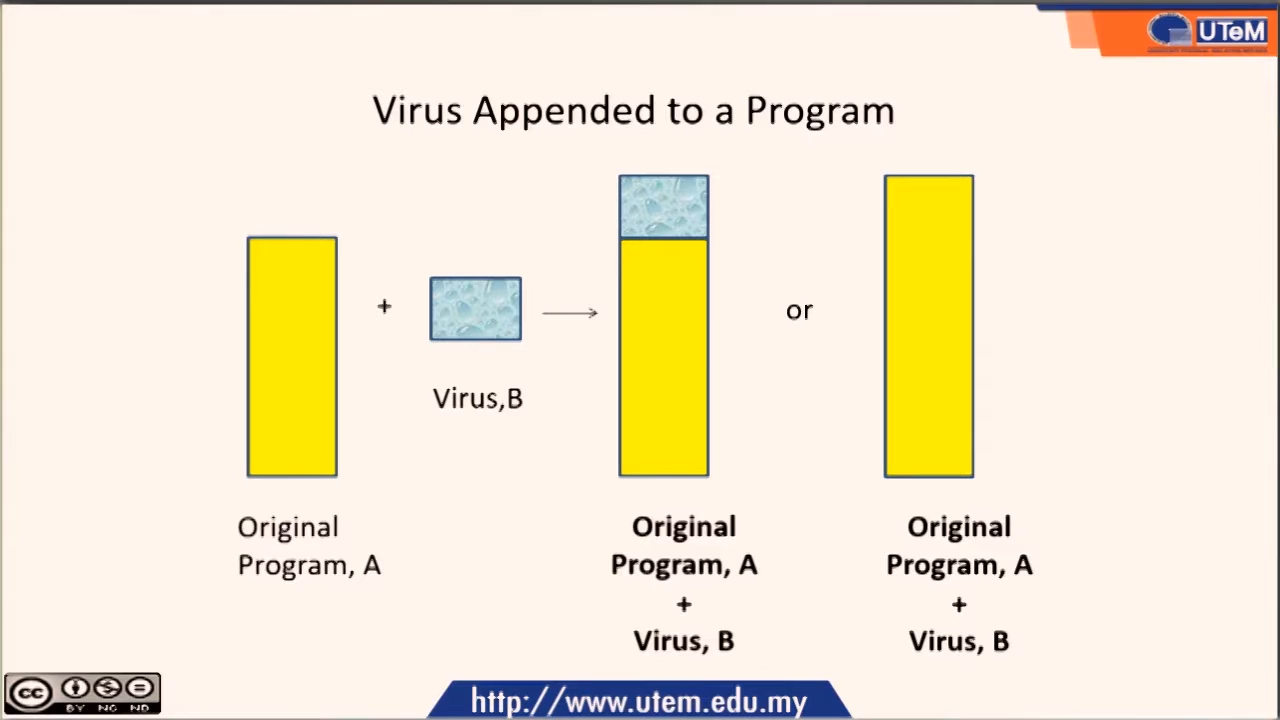 UTeM
Virus Appended to a Program
+
or
Virus,B
Original
Program, A
Original
Program, A
+
Virus, B
Original
Program, A
+
Virus, B
cc
BY NC ND
http://www.utem.edu.my